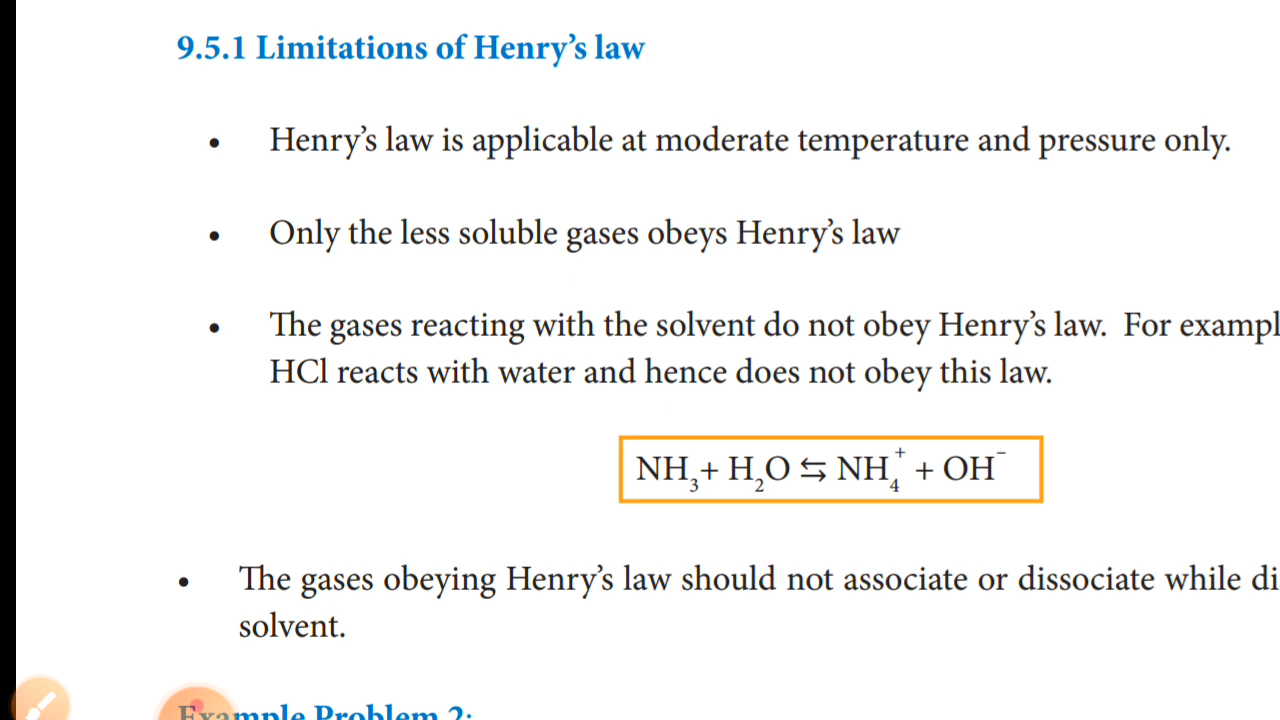 9.5.1 Limitations of Henry's law
• Henry's law is applicable at moderate temperature and pressure only.
• Only the less soluble gases obeys Henry's law
• The gases reacting with the solvent do not obey Henry's law. For exampl
HCl reacts with water and hence does not obey this law.
NH₃+ H₂O ⇆ NH₄⁺ + OH⁻
• The gases obeying Henry's law should not associate or dissociate while di
solvent.
Example Problem 2: